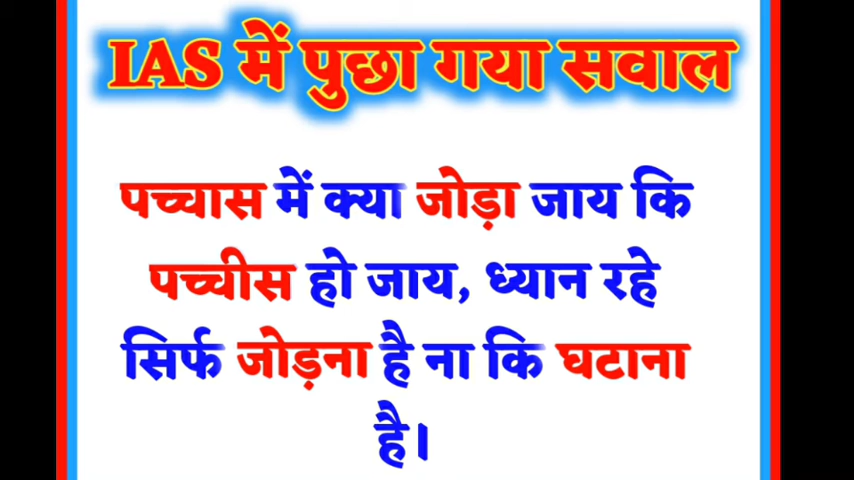 IAS में पुछा गया सवाल
पच्चास में क्या जोड़ा जाय कि
पच्चीस हो जाय, ध्यान रहे
सिर्फ जोड़ना है ना कि घटाना
है।